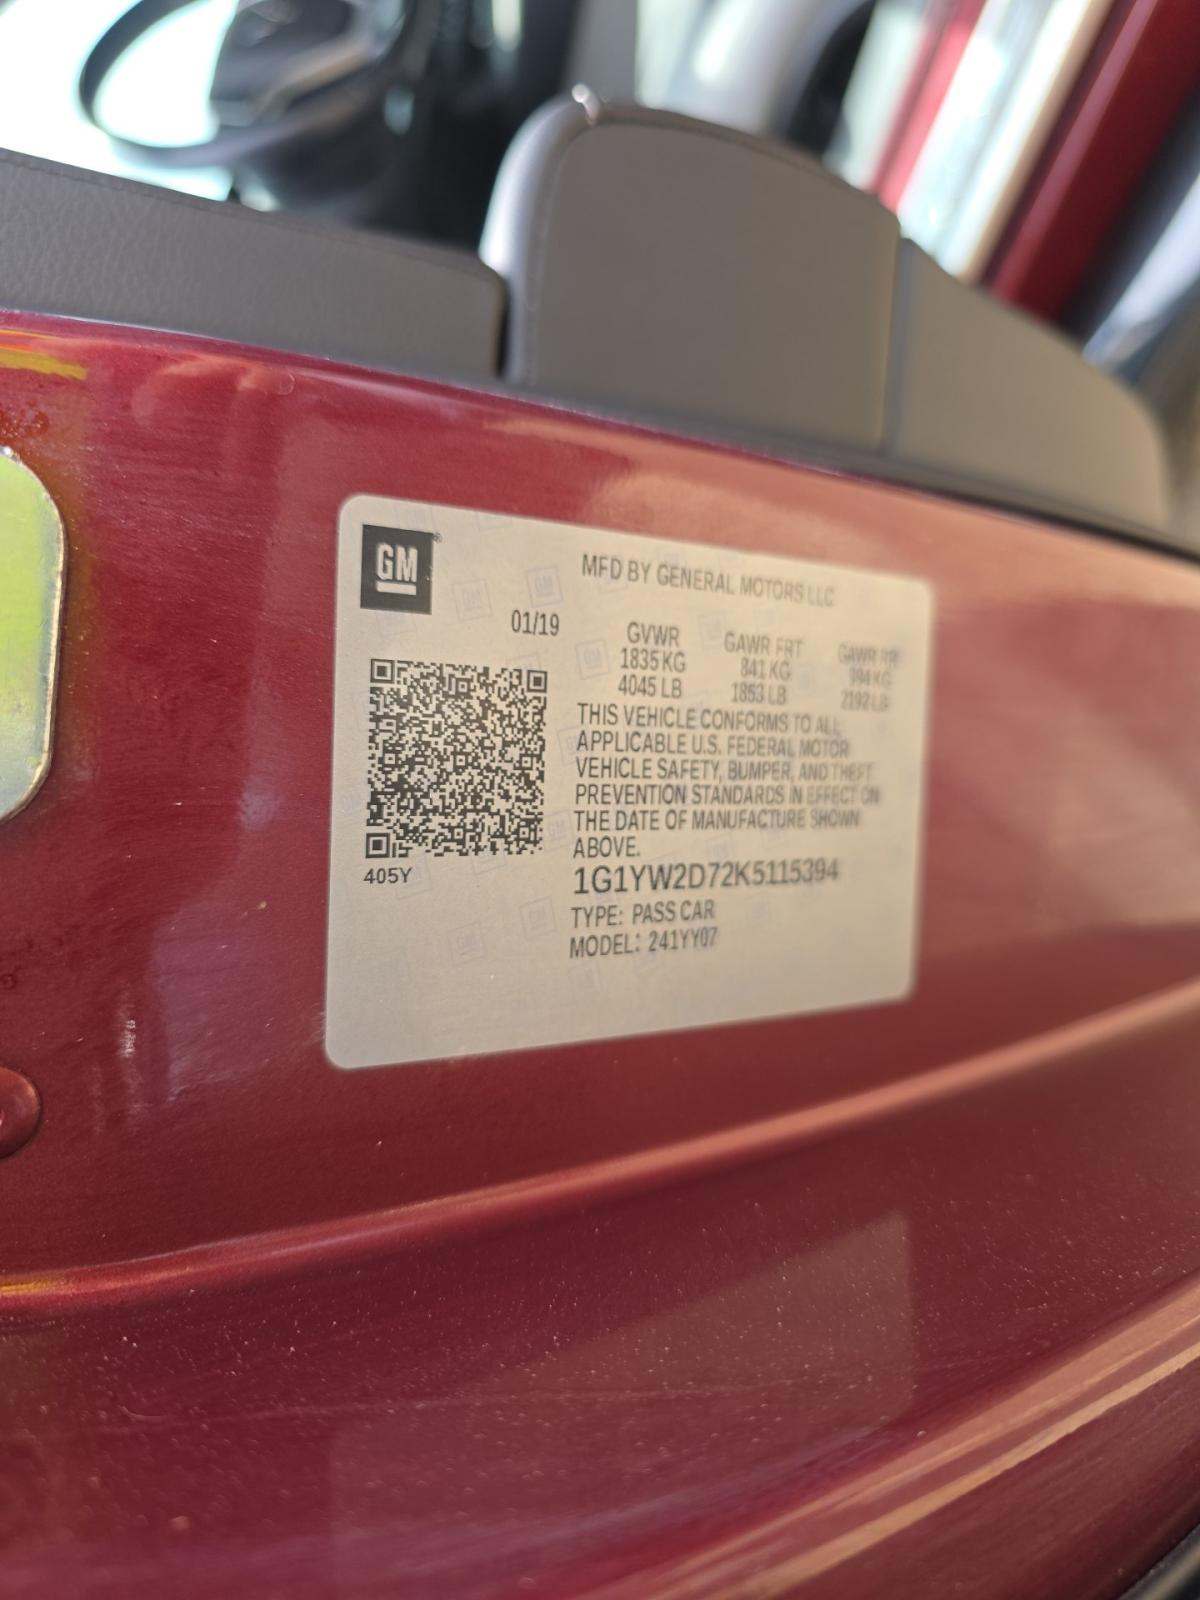 GM
MFD BY GENERAL MOTORS LLC
01/19
GVWR GAWR FRT GAWR RR
1835 KG 841 KG 994 KG
4045 LB 1853 LB 2192 LB
THIS VEHICLE CONFORMS TO ALL
APPLICABLE U.S. FEDERAL MOTOR
VEHICLE SAFETY, BUMPER, AND THEFT
PREVENTION STANDARDS IN EFFECT ON
THE DATE OF MANUFACTURE SHOWN
ABOVE.
405Y
1G1YW2D72K5115394
TYPE: PASS CAR
MODEL: 241YY07